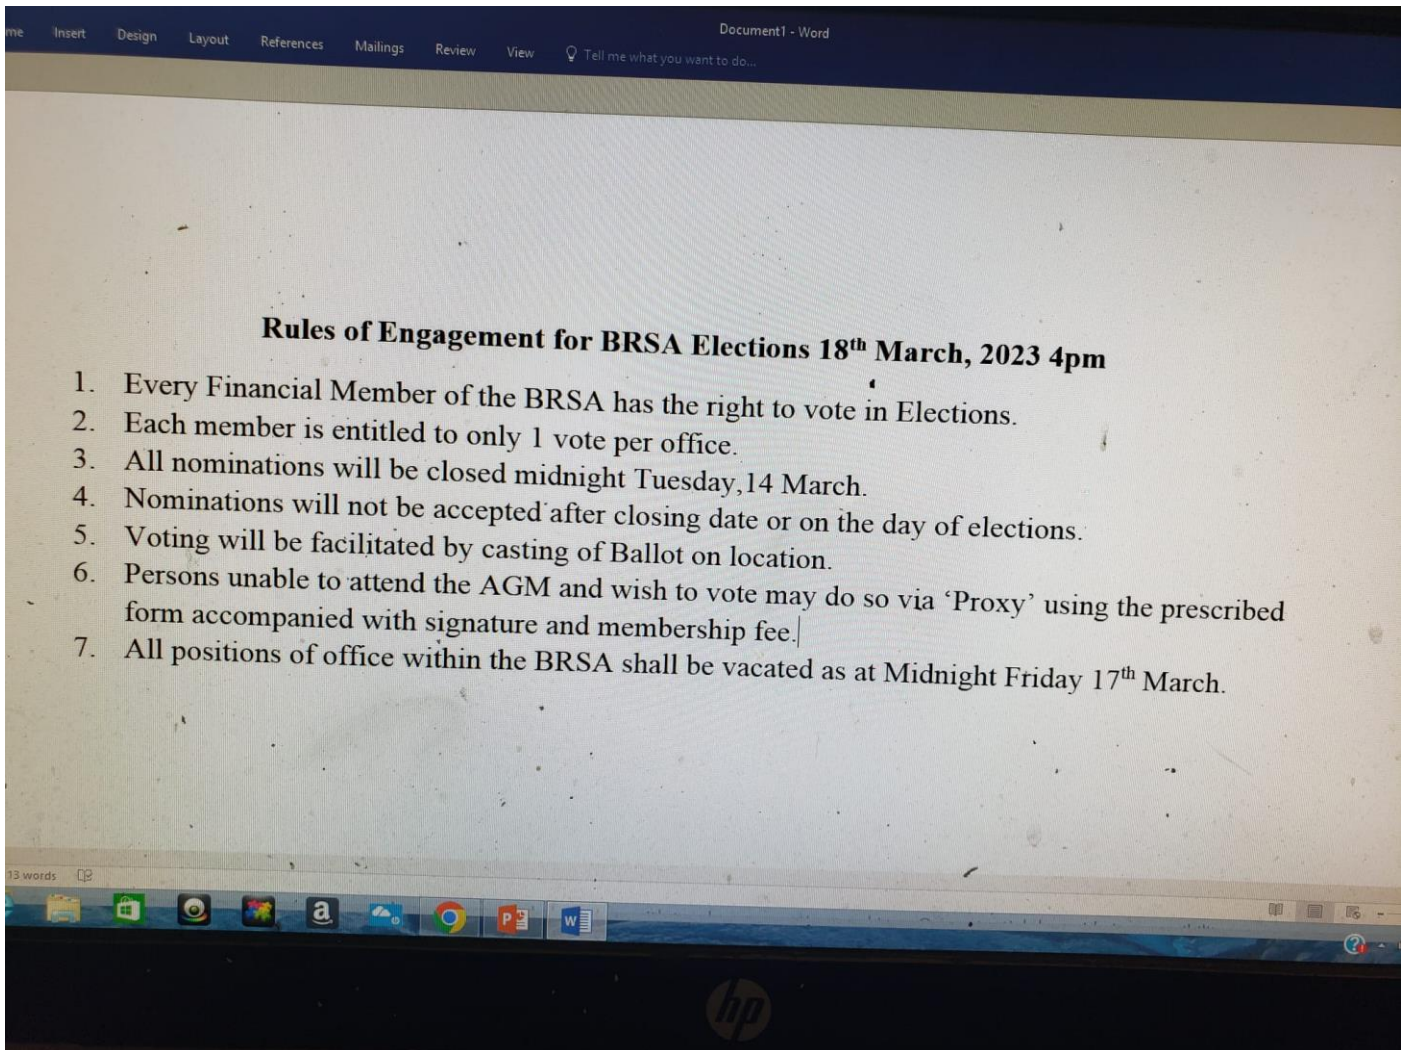 Document1 - Word
me Insert Design Layout References Mailings Review View Tell me what you want to do...
Rules of Engagement for BRSA Elections 18th March, 2023 4pm
1. Every Financial Member of the BRSA has the right to vote in Elections.
2. Each member is entitled to only 1 vote per office.
3. All nominations will be closed midnight Tuesday,14 March.
4. Nominations will not be accepted after closing date or on the day of elections.
5. Voting will be facilitated by casting of Ballot on location.
6. Persons unable to attend the AGM and wish to vote may do so via ‘Proxy’ using the prescribed
form accompanied with signature and membership fee.
7. All positions of office within the BRSA shall be vacated as at Midnight Friday 17th March.
13 words
a
P
W
hp